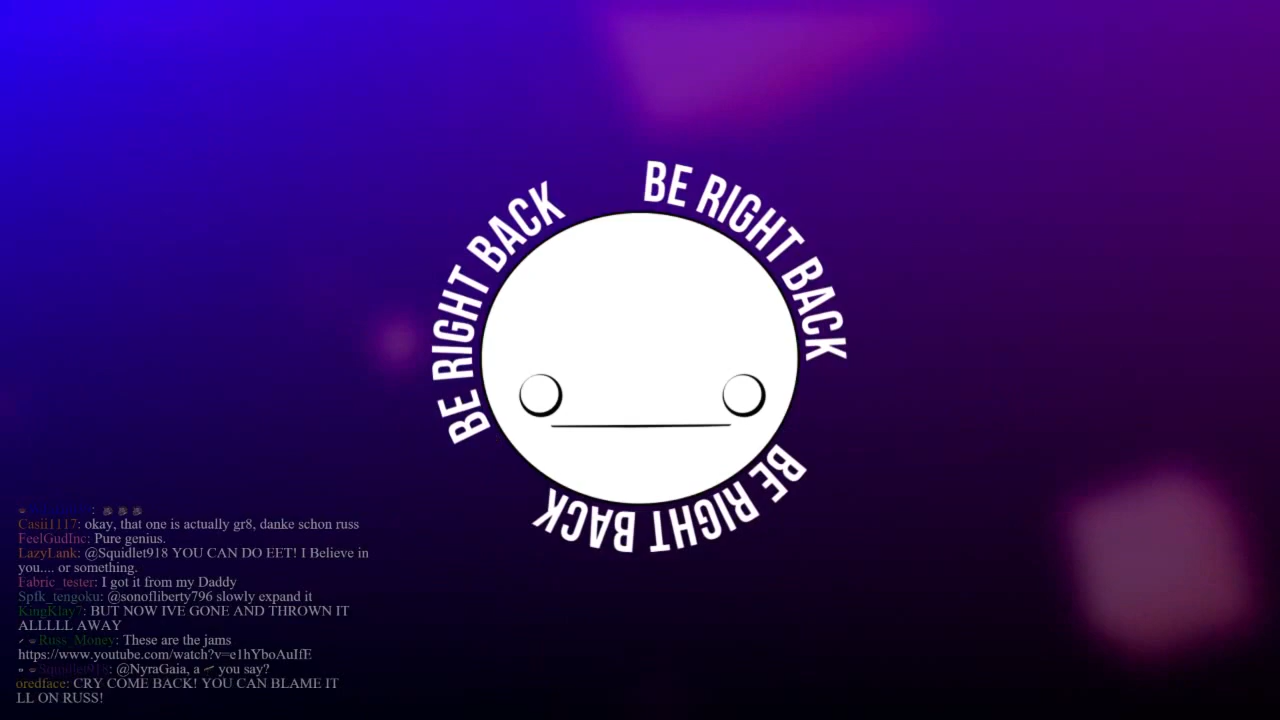 BE RIGHT BACK
BE RIGHT BACK
BE RIGHT BACK
Casii1117: okay, that one is actually gr8, danke schon russ
FeelGudInc: Pure genius.
LazyLank: @Squidlet918 YOU CAN DO EET! I Believe in
you.... or something.
Fabric_tester: I got it from my Daddy
Spfk_tengoku: @sonofliberty796 slowly expand it
KingKlay7: BUT NOW IVE GONE AND THROWN IT
ALLLLL AWAY
Russ_Money: These are the jams
https://www.youtube.com/watch?v=e1hYboAuIfE
Squidlet918: @NyraGaia, a you say?
oredface: CRY COME BACK! YOU CAN BLAME IT
LL ON RUSS!